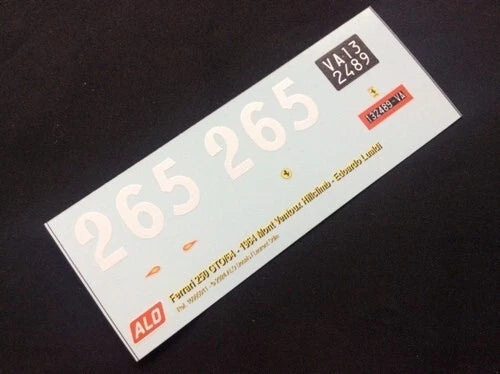 265 265
VA13
2489
132489-VA
Ferrari 250 GTO/64 - 1964 Mont Ventoux Hillclimb - Edoardo Lualdi
ALD